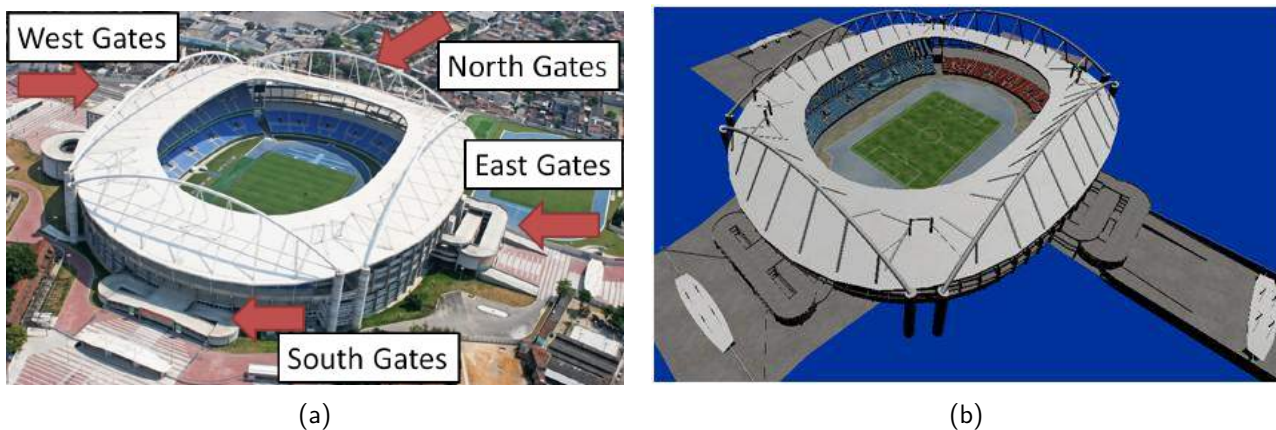 West Gates
North Gates
East Gates
South Gates
(a)
(b)